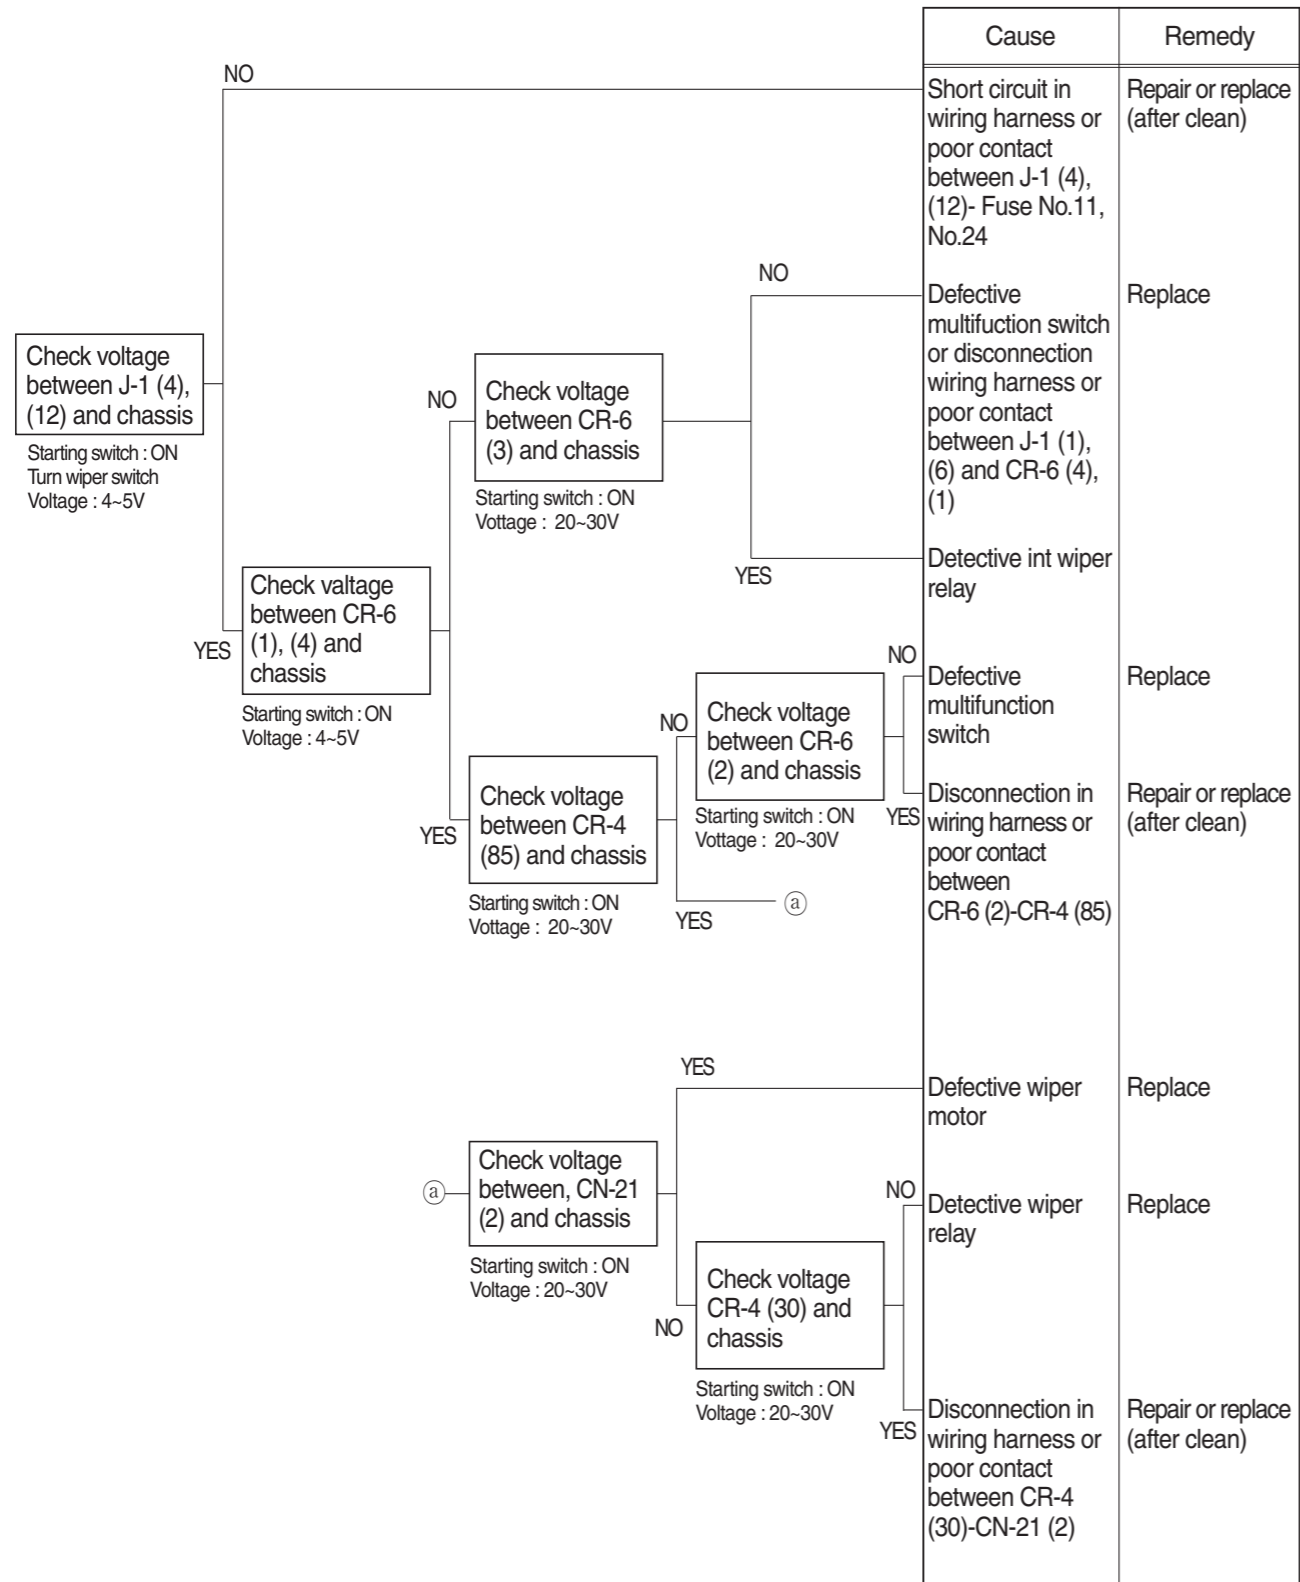 Cause
Remedy
NO
Short circuit in
wiring harness or
poor contact
between J-1 (4),
(12)- Fuse No.11,
No.24
Repair or replace
(after clean)
NO
Defective
multifuction switch
or disconnection
wiring harness or
poor contact
between J-1 (1),
(6) and CR-6 (4),
(1)
Replace
Check voltage
between J-1 (4),
(12) and chassis
Starting switch : ON
Turn wiper switch
Voltage : 4~5V
NO
Check voltage
between CR-6
(3) and chassis
Starting switch : ON
Vottage : 20~30V
YES
Detective int wiper
relay
YES
Check valtage
between CR-6
(1), (4) and
chassis
Starting switch : ON
Voltage : 4~5V
NO
Defective
multifunction
switch
Replace
NO
Check voltage
between CR-6
(2) and chassis
Starting switch : ON
Vottage : 20~30V
YES
Disconnection in
wiring harness or
poor contact
between
CR-6 (2)-CR-4 (85)
Repair or replace
(after clean)
YES
Check voltage
between CR-4
(85) and chassis
Starting switch : ON
Vottage : 20~30V
YES
ⓐ
YES
Defective wiper
motor
Replace
ⓐ
Check voltage
between, CN-21
(2) and chassis
Starting switch : ON
Voltage : 20~30V
NO
Detective wiper
relay
Replace
NO
Check voltage
CR-4 (30) and
chassis
Starting switch : ON
Voltage : 20~30V
YES
Disconnection in
wiring harness or
poor contact
between CR-4
(30)-CN-21 (2)
Repair or replace
(after clean)